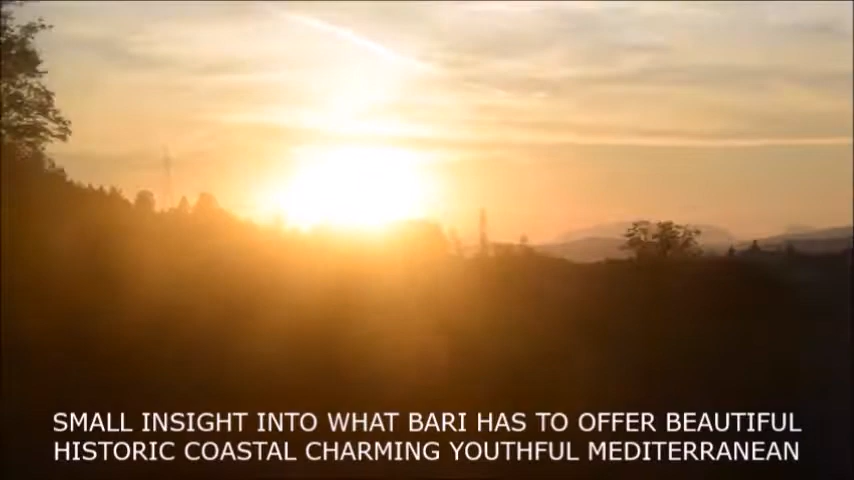 SMALL INSIGHT INTO WHAT BARI HAS TO OFFER BEAUTIFUL
HISTORIC COASTAL CHARMING YOUTHFUL MEDITERRANEAN